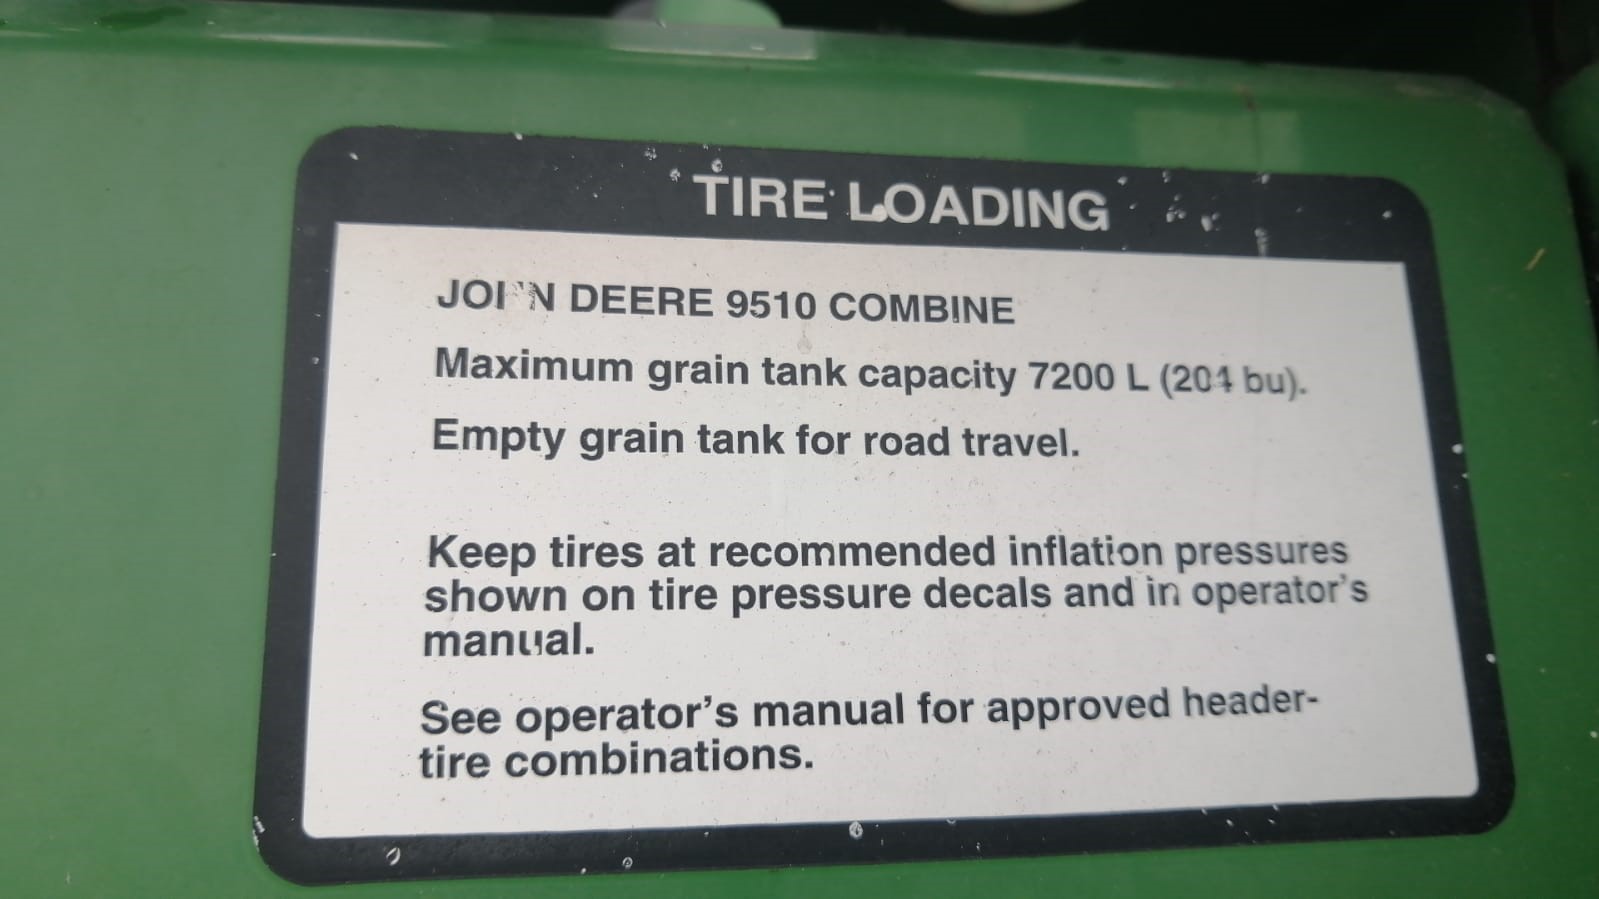 TIRE LOADING
JOHN DEERE 9510 COMBINE
Maximum grain tank capacity 7200 L (204 bu).
Empty grain tank for road travel.
Keep tires at recommended inflation pressures
shown on tire pressure decals and in operator's
manual.
See operator's manual for approved header-
tire combinations.